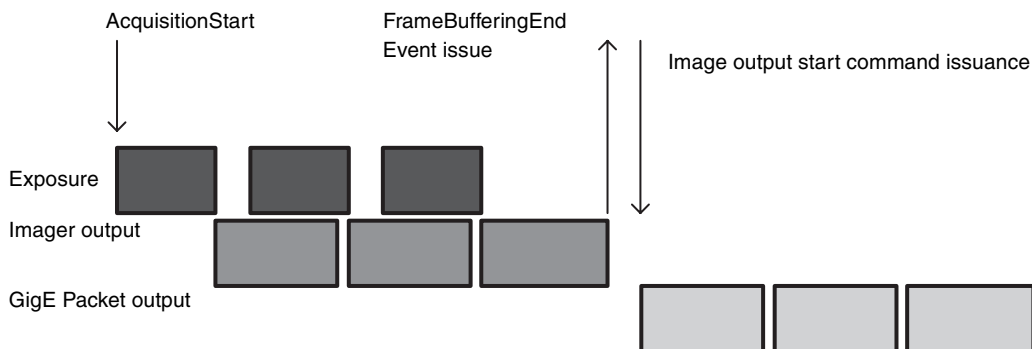 AcquisitionStart
FrameBufferingEnd
Event issue
Image output start command issuance
Exposure
Imager output
GigE Packet output